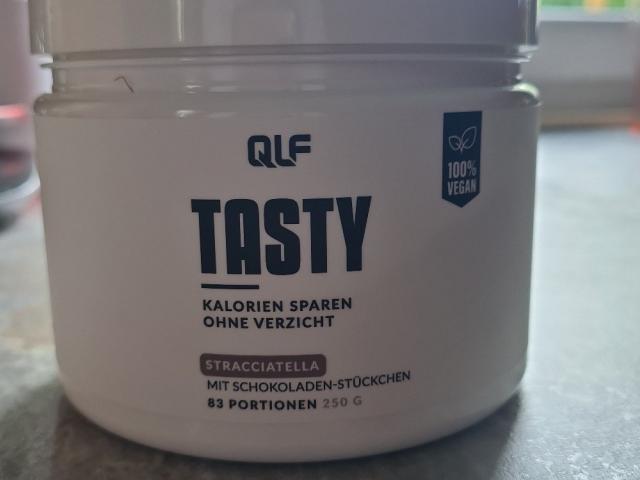 QLF
100%
VEGAN
TASTY
KALORIEN SPAREN
OHNE VERZICHT
STRACCIATELLA
MIT SCHOKOLADEN-STÜCKCHEN
83 PORTIONEN 250 G